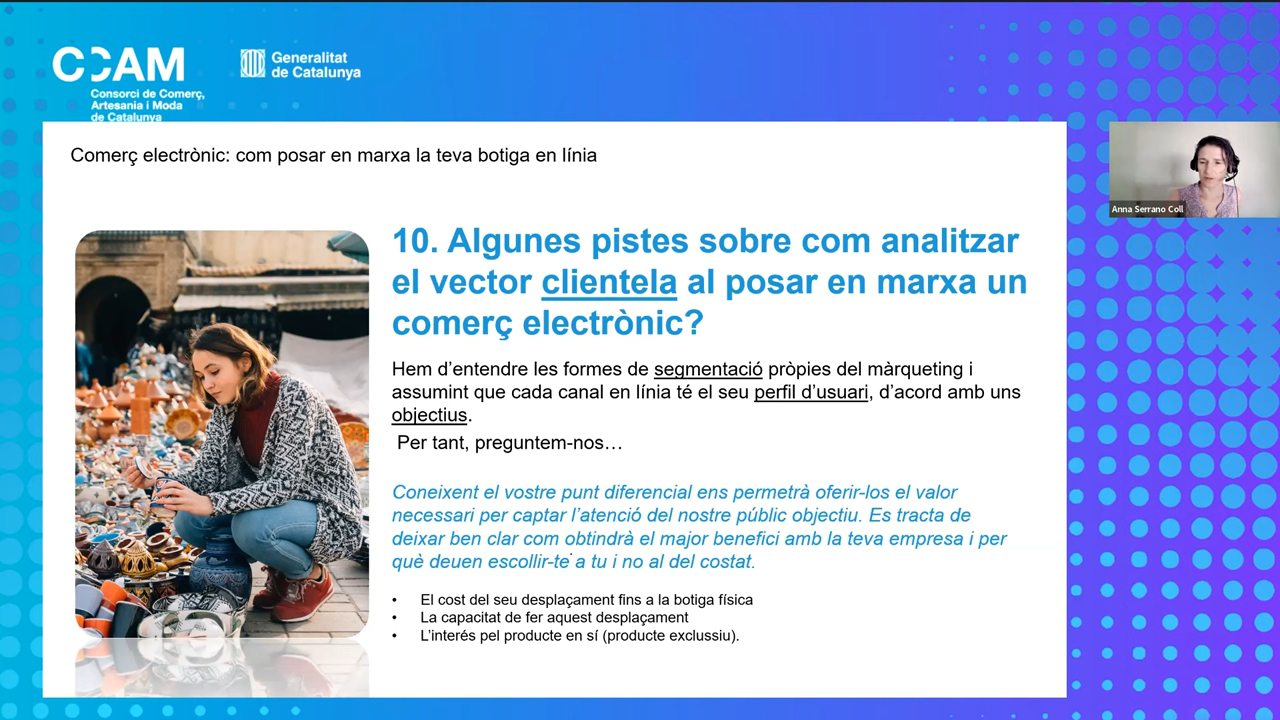 CCAM
Consorci de Comerç,
Artesania i Moda
de Catalunya
Generalitat
de Catalunya
Comerç electrònic: com posar en marxa la teva botiga en línia
Anna Serrano Coll
10. Algunes pistes sobre com analitzar
el vector clientela al posar en marxa un
comerç electrònic?
Hem d’entendre les formes de segmentació pròpies del màrqueting i
assumint que cada canal en línia té el seu perfil d’usuari, d’acord amb uns
objectius.
Per tant, preguntem-nos…
Coneixent el vostre punt diferencial ens permetrà oferir-los el valor
necessari per captar l’atenció del nostre públic objectiu. Es tracta de
deixar ben clar com obtindrà el major benefici amb la teva empresa i per
què deuen escollir-te a tu i no al del costat.
• El cost del seu desplaçament fins a la botiga física
• La capacitat de fer aquest desplaçament
• L’interés pel producte en sí (producte exclussiu).